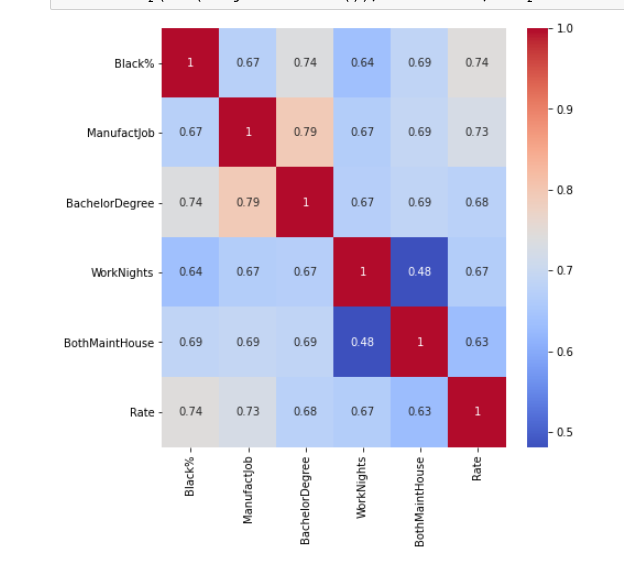 Black% 1 0.67 0.74 0.64 0.69 0.74
ManufactJob 0.67 1 0.79 0.67 0.69 0.73
BachelorDegree 0.74 0.79 1 0.67 0.69 0.68
WorkNights 0.64 0.67 0.67 1 0.48 0.67
BothMaintHouse 0.69 0.69 0.69 0.48 1 0.63
Rate 0.74 0.73 0.68 0.67 0.63 1
Black%
ManufactJob
BachelorDegree
WorkNights
BothMaintHouse
Rate
1.0
0.9
0.8
0.7
0.6
0.5